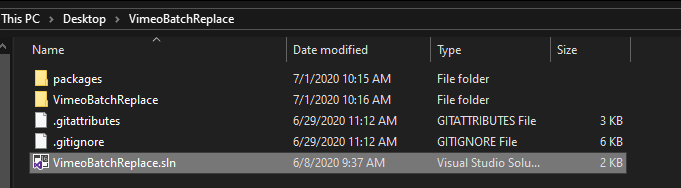 This PC > Desktop > VimeoBatchReplace
Name Date modified Type Size
packages 7/1/2020 10:15 AM File folder
VimeoBatchReplace 7/1/2020 10:16 AM File folder
.gitattributes 6/29/2020 11:12 AM GITATTRIBUTES File 3 KB
.gitignore 6/29/2020 11:12 AM GITIGNORE File 6 KB
VimeoBatchReplace.sln 6/8/2020 9:37 AM Visual Studio Solu... 2 KB